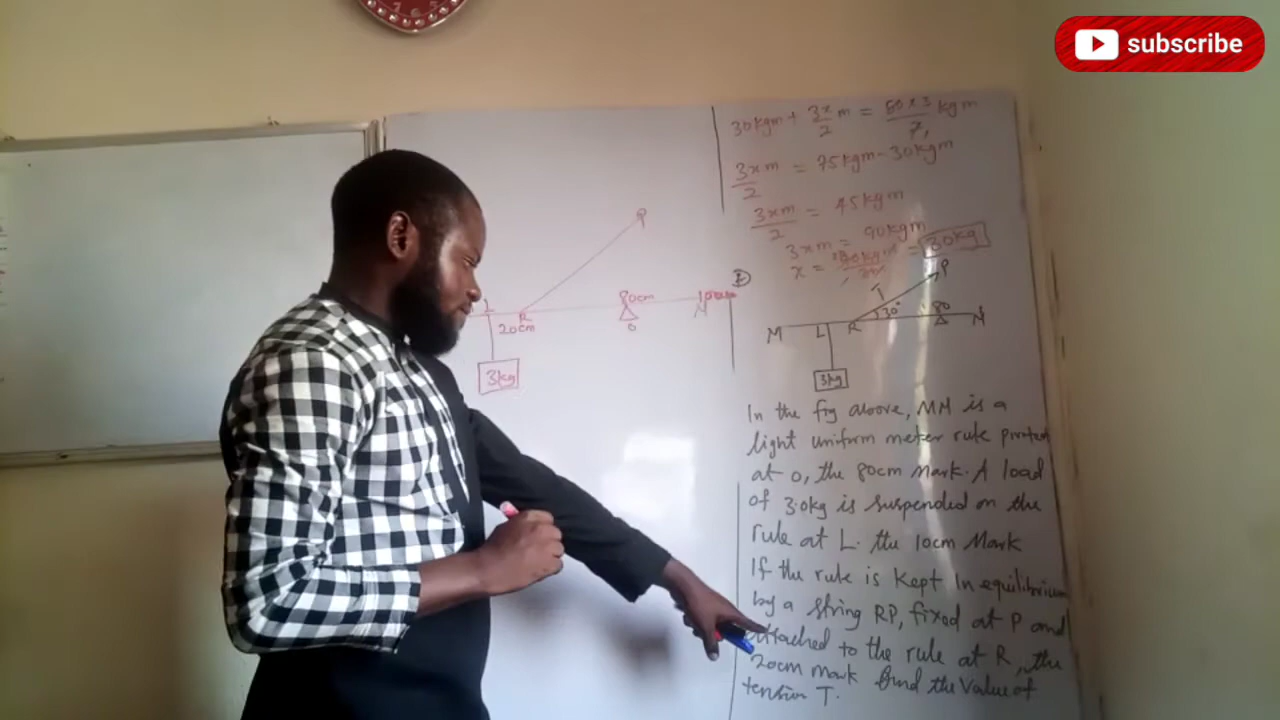 subscribe
30kgm + 3x/2 m = 50×3/7, kgm
3xm/2 = 75kgm - 30kgm
3xm/2 = 45kgm
3xm = 90kgm
x = = 30kg
P
T
30°
80
M L R N
3kg
P
L
R
20cm
80cm
O
M
3kg
In the fig above, MN is a
light uniform meter rule pivoted
at o, the 80cm mark. A load
of 3.0kg is suspended on the
rule at L. the 10cm Mark
If the rule is kept In equilibrium
by a string RP, fixed at P and
attached to the rule at R, the
20cm mark find the Value of
tension T.